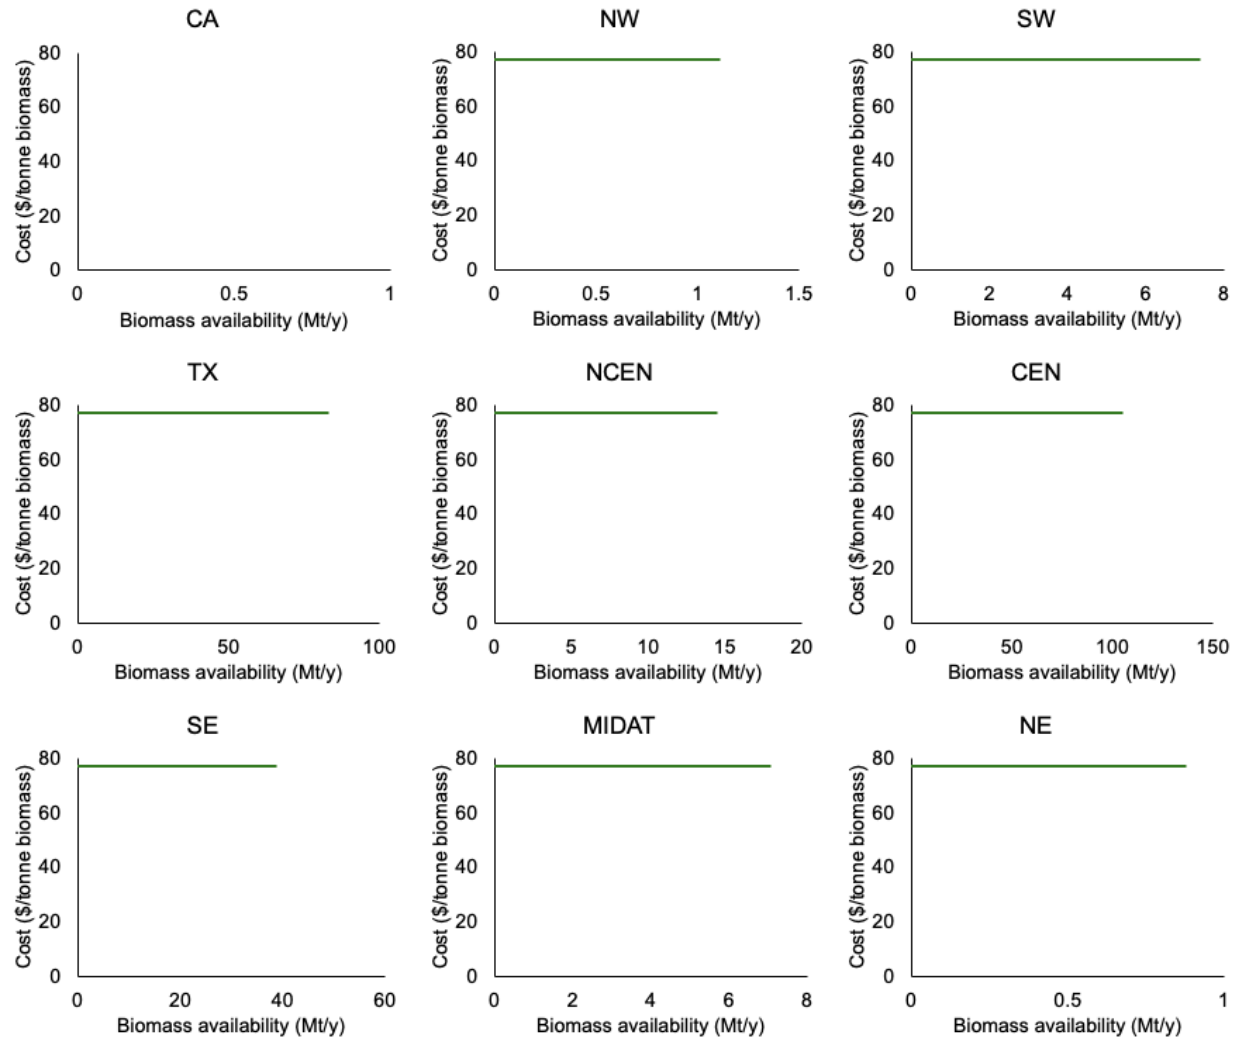 CA
80
60
40
20
0
Cost ($/tonne biomass)
0 0.5 1
Biomass availability (Mt/y)
NW
80
60
40
20
0
Cost ($/tonne biomass)
0 0.5 1 1.5
Biomass availability (Mt/y)
SW
80
60
40
20
0
Cost ($/tonne biomass)
0 2 4 6 8
Biomass availability (Mt/y)
TX
80
60
40
20
0
Cost ($/tonne biomass)
0 50 100
Biomass availability (Mt/y)
NCEN
80
60
40
20
0
Cost ($/tonne biomass)
0 5 10 15 20
Biomass availability (Mt/y)
CEN
80
60
40
20
0
Cost ($/tonne biomass)
0 50 100 150
Biomass availability (Mt/y)
SE
80
60
40
20
0
Cost ($/tonne biomass)
0 20 40 60
Biomass availability (Mt/y)
MIDAT
80
60
40
20
0
Cost ($/tonne biomass)
0 2 4 6 8
Biomass availability (Mt/y)
NE
80
60
40
20
0
Cost ($/tonne biomass)
0 0.5 1
Biomass availability (Mt/y)